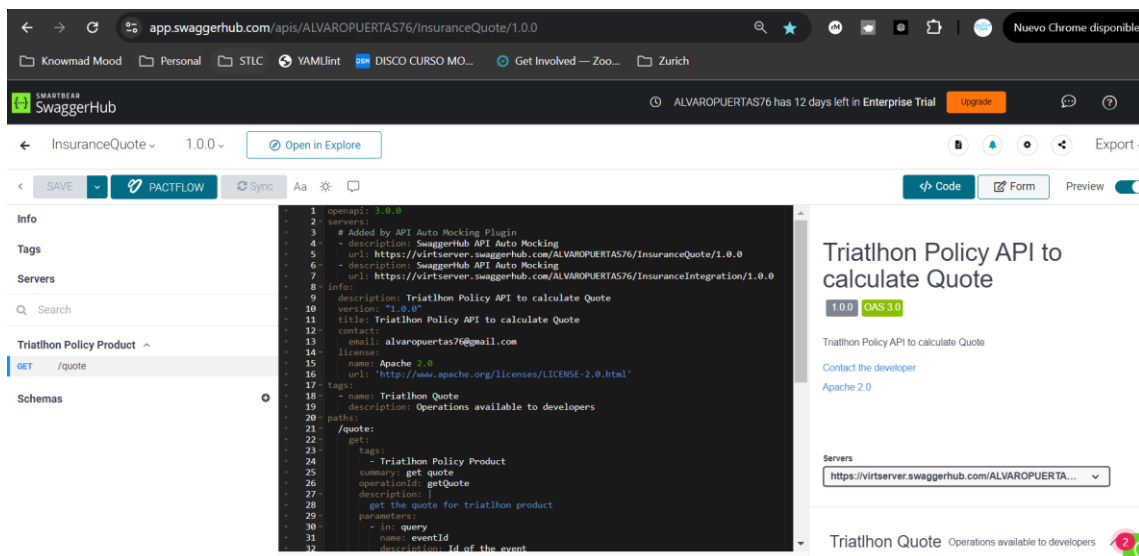 app.swaggerhub.com/apis/ALVAROPUERTAS76/InsuranceQuote/1.0.0
Nuevo Chrome disponible
Knowmad Mood Personal STLC YAMLlint DISCO CURSO MO... Get Involved — Zoo... Zurich
SMARTBEAR
SwaggerHub
ALVAROPUERTAS76 has 12 days left in Enterprise Trial Upgrade
InsuranceQuote 1.0.0 Open in Explore Export
SAVE PACTFLOW Sync Aa </> Code Form Preview
Info
Tags
Servers
Search
Triatlhon Policy Product
GET /quote
Schemas
1 openapi: 3.0.0
2 servers:
3 # Added by API Auto Mocking Plugin
4 - description: SwaggerHub API Auto Mocking
5 url: https://virtserver.swaggerhub.com/ALVAROPUERTAS76/InsuranceQuote/1.0.0
6 - description: SwaggerHub API Auto Mocking
7 url: https://virtserver.swaggerhub.com/ALVAROPUERTAS76/InsuranceIntegration/1.0.0
8 info:
9 description: Triatlhon Policy API to calculate Quote
10 version: "1.0.0"
11 title: Triatlhon Policy API to calculate Quote
12 contact:
13 email: alvaropuertas76@gmail.com
14 license:
15 name: Apache 2.0
16 url: 'http://www.apache.org/licenses/LICENSE-2.0.html'
17 tags:
18 - name: Triatlhon Quote
19 description: Operations available to developers
20 paths:
21 /quote:
22 get:
23 tags:
24 - Triatlhon Policy Product
25 summary: get quote
26 operationId: getQuote
27 description: |
28 get the quote for triatlhon product
29 parameters:
30 - in: query
31 name: eventId
32 description: Id of the event
Triatlhon Policy API to
calculate Quote
1.0.0 OAS 3.0
Triatlhon Policy API to calculate Quote
Contact the developer
Apache 2.0
Servers
https://virtserver.swaggerhub.com/ALVAROPUERTA...
Triatlhon Quote Operations available to developers 2